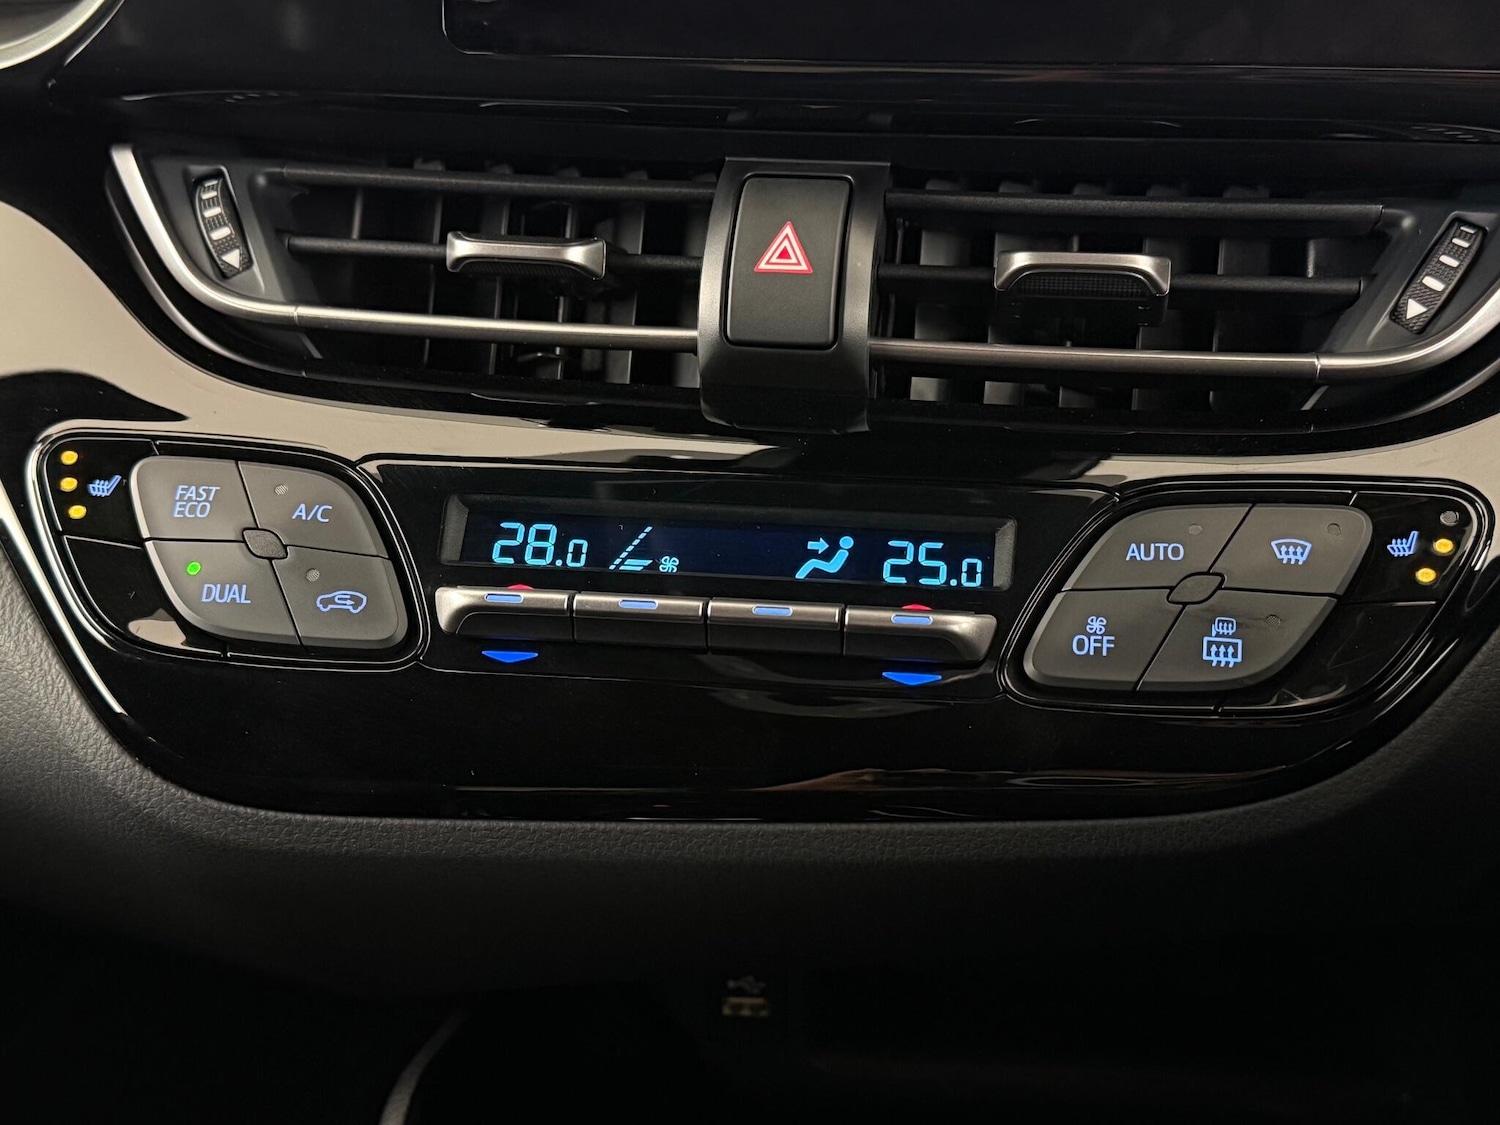 FAST
ECO
A/C
28.0
25.0
AUTO
DUAL
OFF